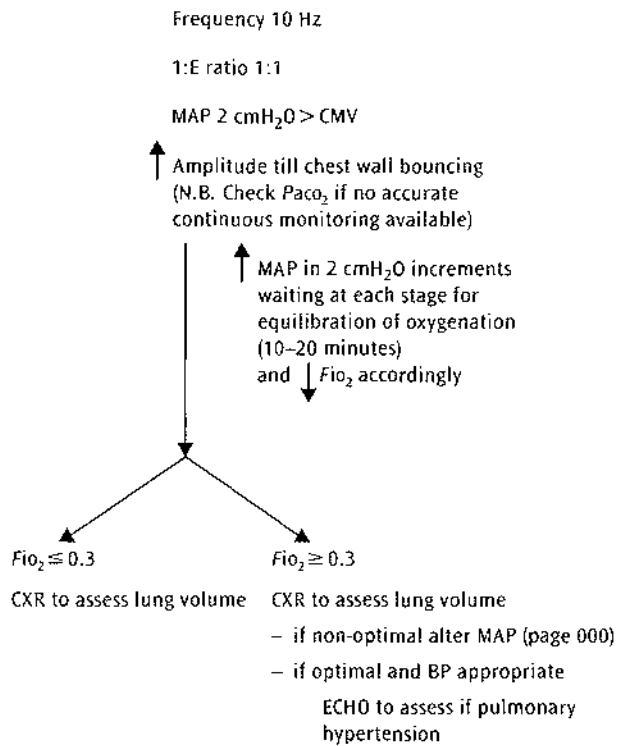 Frequency 10 Hz
1:E ratio 1:1
MAP 2 cmH₂O > CMV
Amplitude till chest wall bouncing
(N.B. Check Paco₂ if no accurate
continuous monitoring available)
MAP in 2 cmH₂O increments
waiting at each stage for
equilibration of oxygenation
(10–20 minutes)
and ↓ Fio₂ accordingly
Fio₂ ≤ 0.3
CXR to assess lung volume
Fio₂ ≥ 0.3
CXR to assess lung volume
– if non-optimal alter MAP (page 000)
– if optimal and BP appropriate
ECHO to assess if pulmonary
hypertension